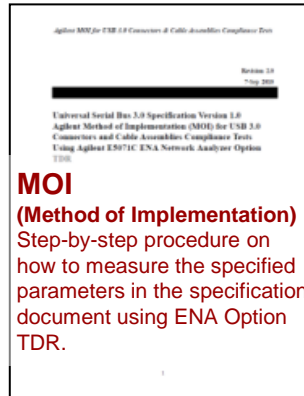 Agilent MOI for USB 3.0 Connectors & Cable Assemblies Compliance Tests
Revision 2.0
7-Sep. 2010
Universal Serial Bus 3.0 Specification Version 1.0
Agilent Method of Implementation (MOI) for USB 3.0
Connectors and Cable Assemblies Compliance Tests
Using Agilent E5071C ENA Network Analyzer Option
TDR
MOI
(Method of Implementation)
Step-by-step procedure on
how to measure the specified
parameters in the specification
document using ENA Option
TDR.
1